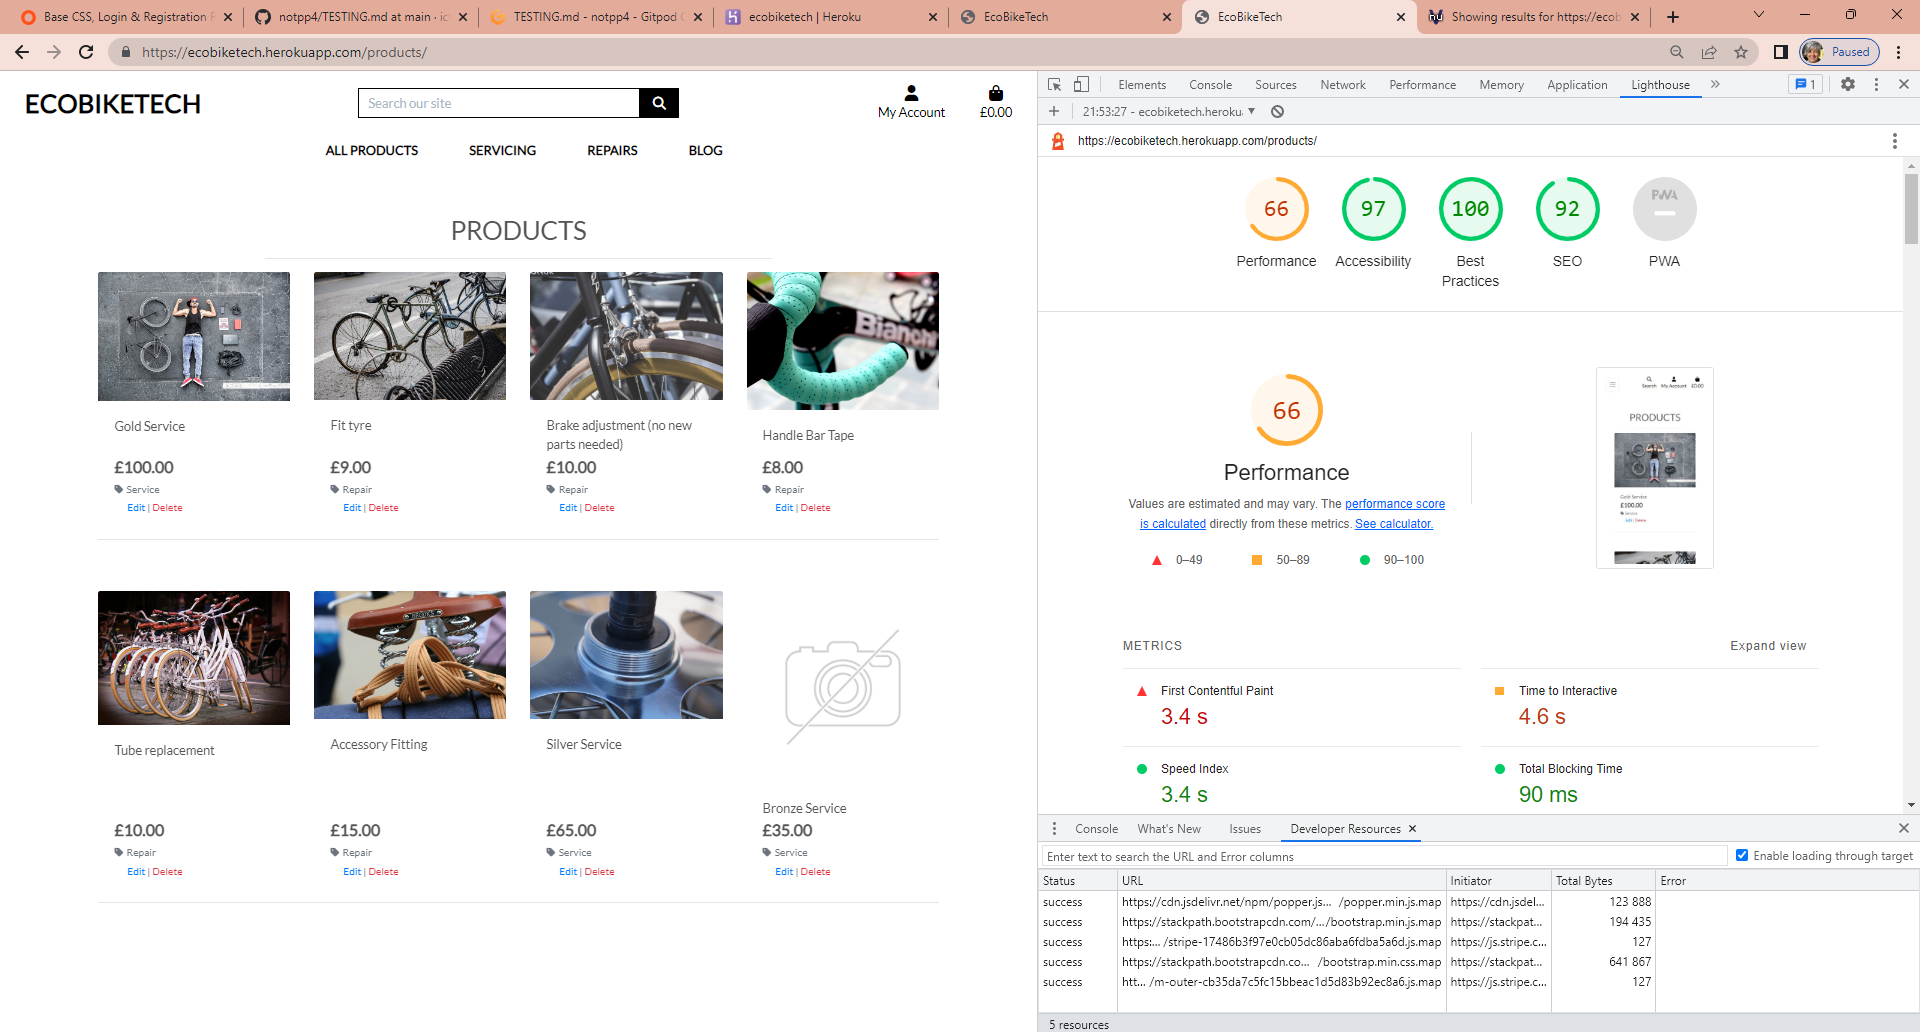 Base CSS, Login & Registration
notpp4/TESTING.md at main
TESTING.md - notpp4 - Gitpod
ecobiketech | Heroku
EcoBikeTech
EcoBikeTech
Showing results for https://ecob
https://ecobiketech.herokuapp.com/products/
Paused
ECOBIKETECH
Search our site
My Account
£0.00
ALL PRODUCTS SERVICING REPAIRS BLOG
PRODUCTS
Bianchi
Gold Service
£100.00
Service
Edit | Delete
Fit tyre
£9.00
Repair
Edit | Delete
Brake adjustment (no new
parts needed)
£10.00
Repair
Edit | Delete
Handle Bar Tape
£8.00
Repair
Edit | Delete
Tube replacement
£10.00
Repair
Edit | Delete
Accessory Fitting
£15.00
Repair
Edit | Delete
Silver Service
£65.00
Service
Edit | Delete
Bronze Service
£35.00
Service
Edit | Delete
Elements Console Sources Network Performance Memory Application Lighthouse
1
21:53:27 - ecobiketech.heroku
https://ecobiketech.herokuapp.com/products/
66
Performance
97
Accessibility
100
Best
Practices
92
SEO
PWA
PWA
66
Performance
Values are estimated and may vary. The performance score
is calculated directly from these metrics. See calculator.
0–49
50–89
90–100
Search My Account £0.00
PRODUCTS
Gold Service
£100.00
Service
Edit | Delete
METRICS
Expand view
First Contentful Paint
3.4 s
Time to Interactive
4.6 s
Speed Index
3.4 s
Total Blocking Time
90 ms
Console What's New Issues Developer Resources
Enter text to search the URL and Error columns
Enable loading through target
Status URL Initiator Total Bytes Error
success https://cdn.jsdelivr.net/npm/popper.js... /popper.min.js.map https://cdn.jsdel... 123 888
success https://stackpath.bootstrapcdn.com/.../bootstrap.min.js.map https://stackpat... 194 435
success https:... /stripe-17486b3f97e0cb05dc86aba6fdba5a6d.js.map https://js.stripe.c... 127
success https://stackpath.bootstrapcdn.co... /bootstrap.min.css.map https://stackpat... 641 867
success htt... /m-outer-cb35da7c5fc15bbeac1d5d83b92ec8a6.js.map https://js.stripe.c... 127
5 resources